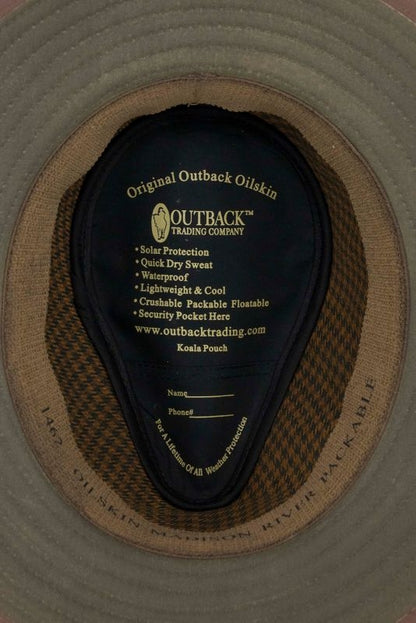 Original Outback Oilskin
OUTBACK™
TRADING COMPANY
• Solar Protection
• Quick Dry Sweat
• Waterproof
• Lightweight & Cool
• Crushable Packable Floatable
• Security Pocket Here
www.outbacktrading.com
Koala Pouch
Name
Phone#
For A Lifetime Of All Weather Protection
1462 OILSKIN MADISON RIVER PACKABLE